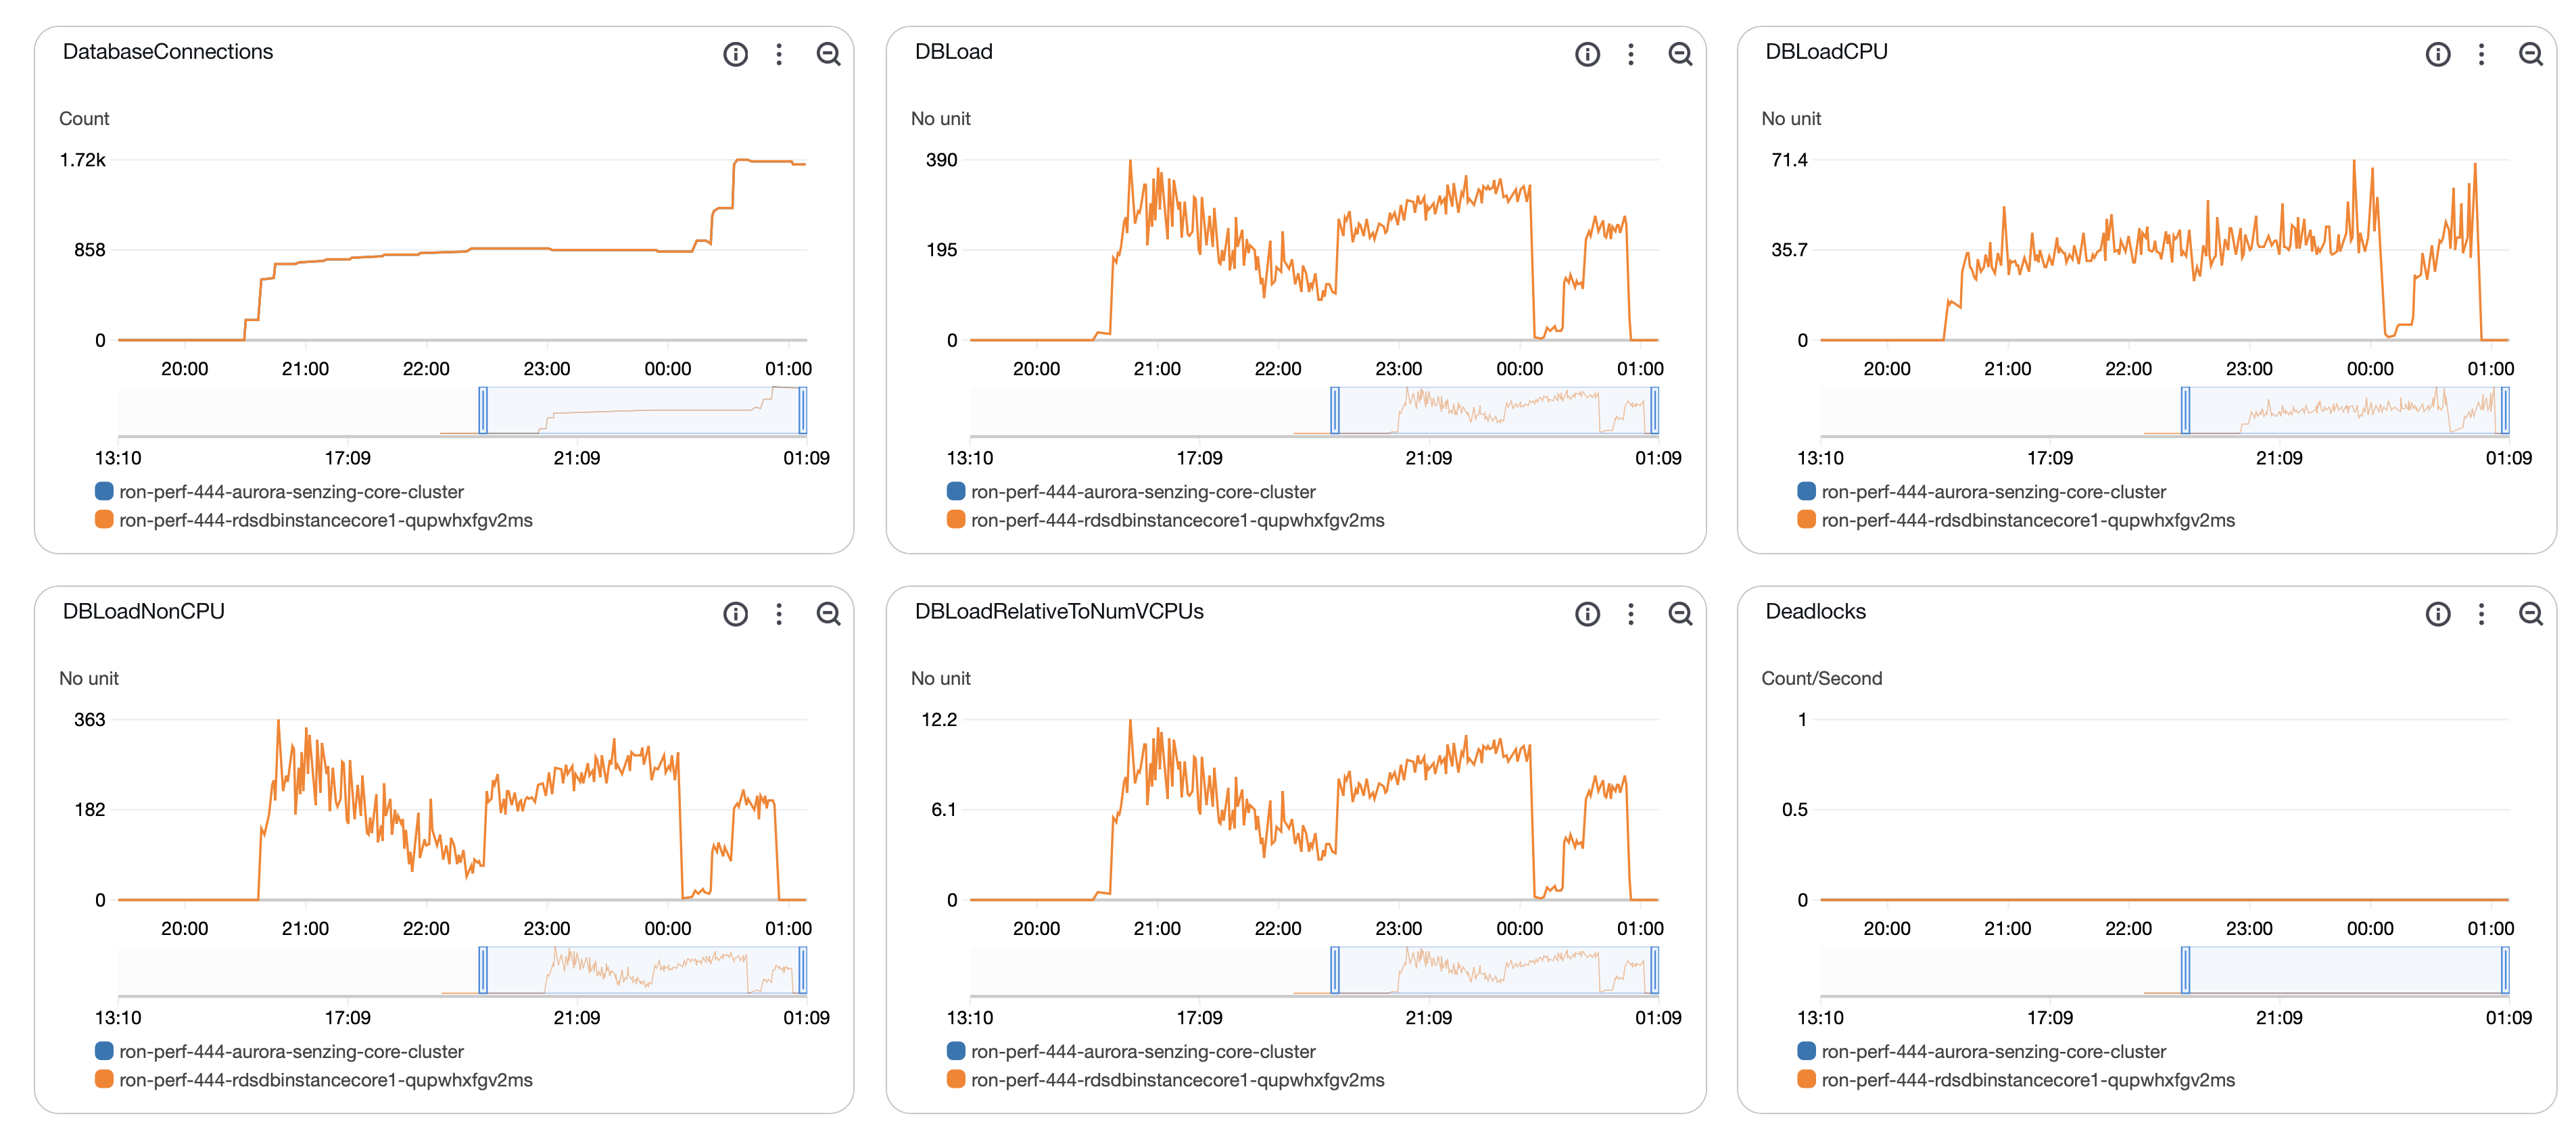 DatabaseConnections
Count
1.72k
858
0
20:00 21:00 22:00 23:00 00:00 01:00
13:10 17:09 21:09 01:09
ron-perf-444-aurora-senzing-core-cluster
ron-perf-444-rdsdbinstancecore1-qupwhxfgv2ms
DBLoad
No unit
390
195
0
20:00 21:00 22:00 23:00 00:00 01:00
13:10 17:09 21:09 01:09
ron-perf-444-aurora-senzing-core-cluster
ron-perf-444-rdsdbinstancecore1-qupwhxfgv2ms
DBLoadCPU
No unit
71.4
35.7
0
20:00 21:00 22:00 23:00 00:00 01:00
13:10 17:09 21:09 01:09
ron-perf-444-aurora-senzing-core-cluster
ron-perf-444-rdsdbinstancecore1-qupwhxfgv2ms
DBLoadNonCPU
No unit
363
182
0
20:00 21:00 22:00 23:00 00:00 01:00
13:10 17:09 21:09 01:09
ron-perf-444-aurora-senzing-core-cluster
ron-perf-444-rdsdbinstancecore1-qupwhxfgv2ms
DBLoadRelativeToNumVCPUs
No unit
12.2
6.1
0
20:00 21:00 22:00 23:00 00:00 01:00
13:10 17:09 21:09 01:09
ron-perf-444-aurora-senzing-core-cluster
ron-perf-444-rdsdbinstancecore1-qupwhxfgv2ms
Deadlocks
Count/Second
1
0.5
0
20:00 21:00 22:00 23:00 00:00 01:00
13:10 17:09 21:09 01:09
ron-perf-444-aurora-senzing-core-cluster
ron-perf-444-rdsdbinstancecore1-qupwhxfgv2ms